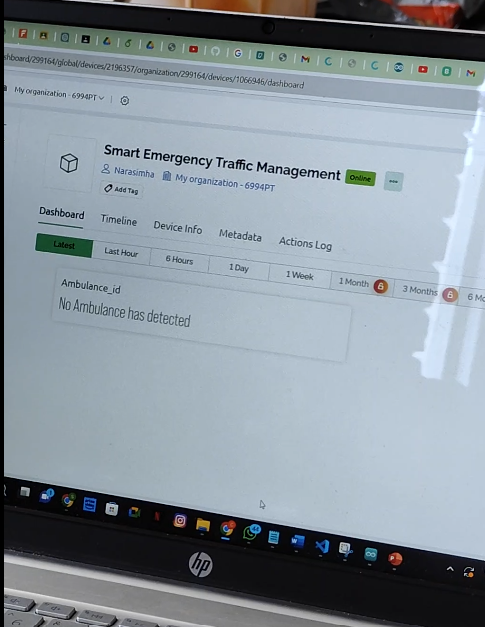 hboard/299164/global/devices/2196357/organization/299164/devices/1066946/dashboard
My organization - 6994PT
Smart Emergency Traffic Management Online
Narasimha My organization - 6994PT
Add Tag
Dashboard Timeline Device Info Metadata Actions Log
Latest Last Hour 6 Hours 1 Day 1 Week 1 Month 3 Months 6 Mo
Ambulance_id
No Ambulance has detected
hp